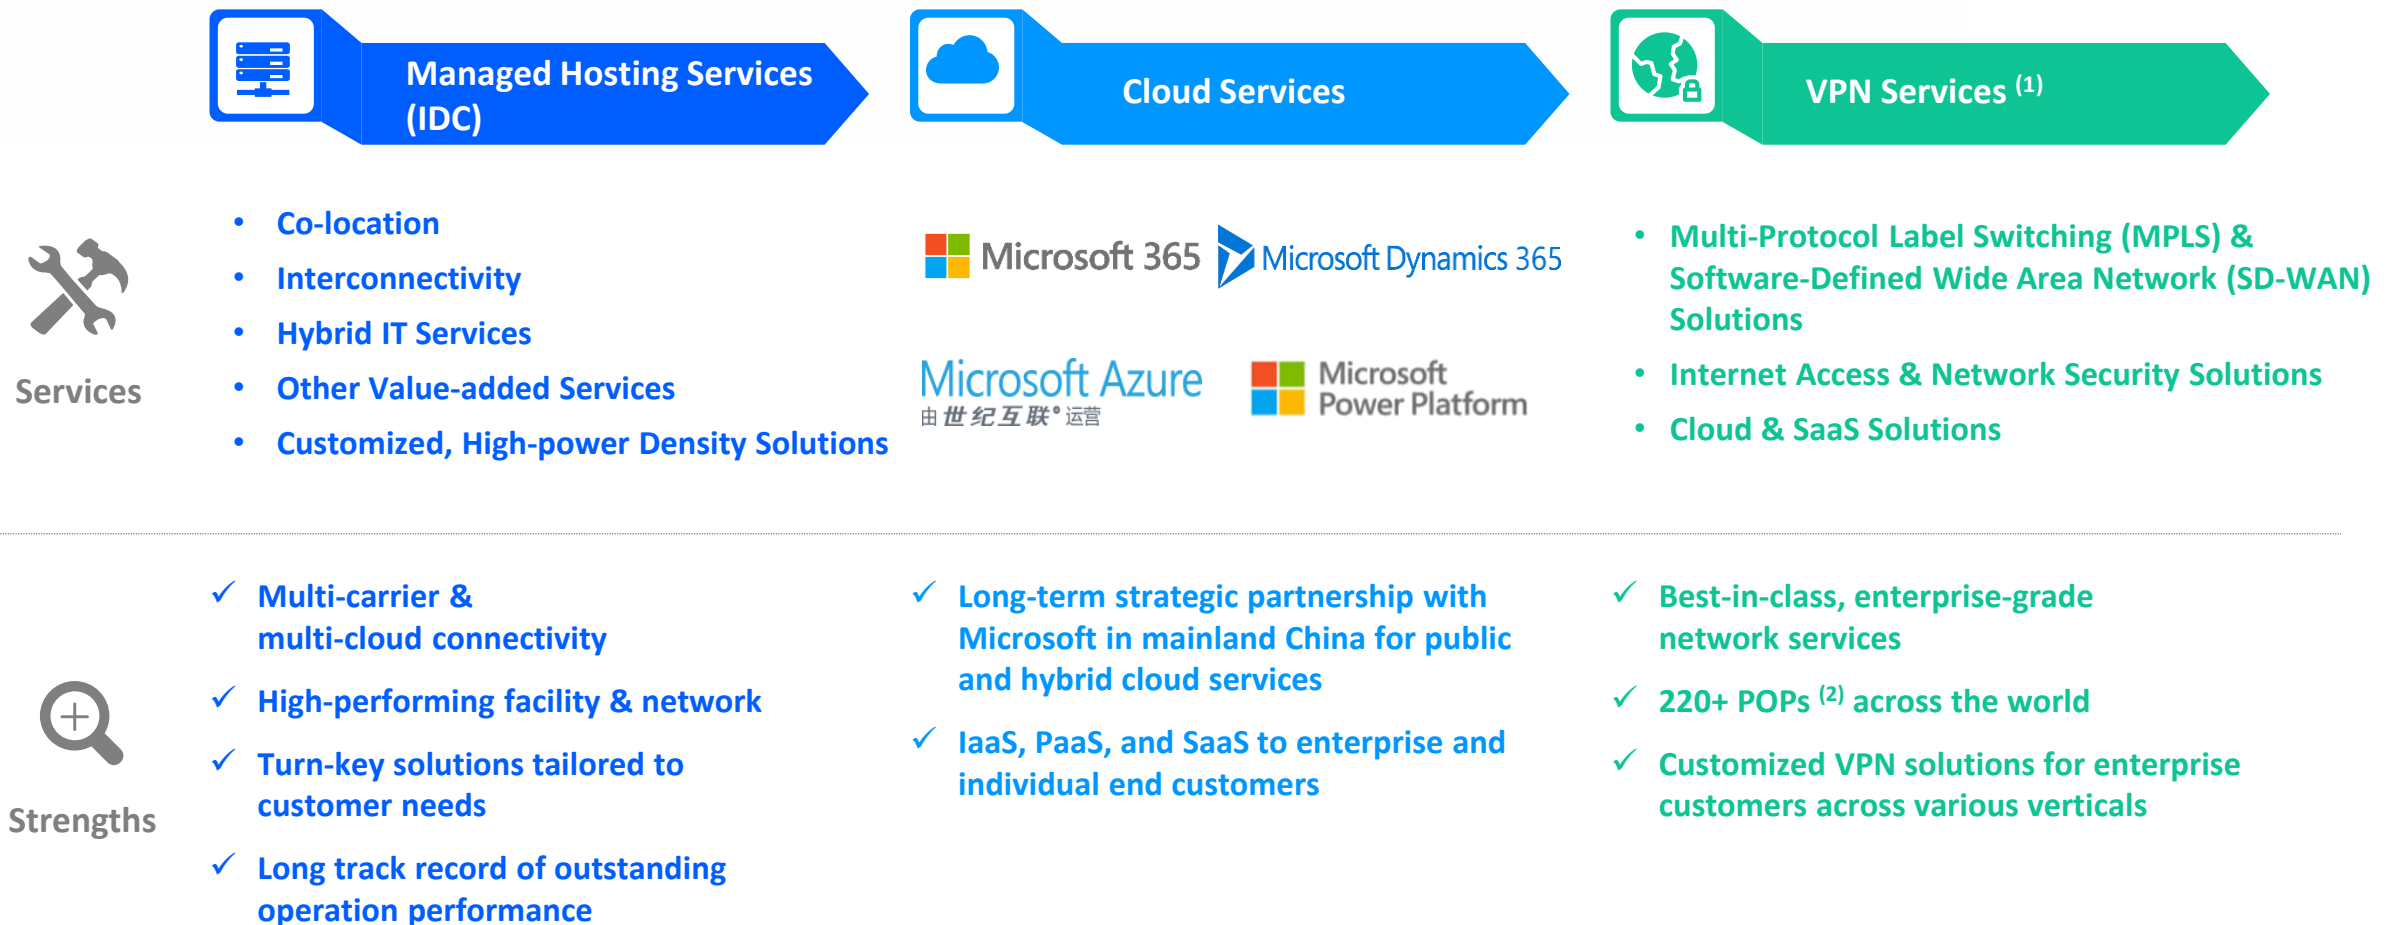 Managed Hosting Services
(IDC)
Cloud Services
VPN Services (1)
Services
• Co-location
• Interconnectivity
• Hybrid IT Services
• Other Value-added Services
• Customized, High-power Density Solutions
Microsoft 365
Microsoft Dynamics 365
Microsoft Azure
由世纪互联®运营
Microsoft
Power Platform
• Multi-Protocol Label Switching (MPLS) &
Software-Defined Wide Area Network (SD-WAN)
Solutions
• Internet Access & Network Security Solutions
• Cloud & SaaS Solutions
Strengths
✓ Multi-carrier &
multi-cloud connectivity
✓ High-performing facility & network
✓ Turn-key solutions tailored to
customer needs
✓ Long track record of outstanding
operation performance
✓ Long-term strategic partnership with
Microsoft in mainland China for public
and hybrid cloud services
✓ IaaS, PaaS, and SaaS to enterprise and
individual end customers
✓ Best-in-class, enterprise-grade
network services
✓ 220+ POPs (2) across the world
✓ Customized VPN solutions for enterprise
customers across various verticals